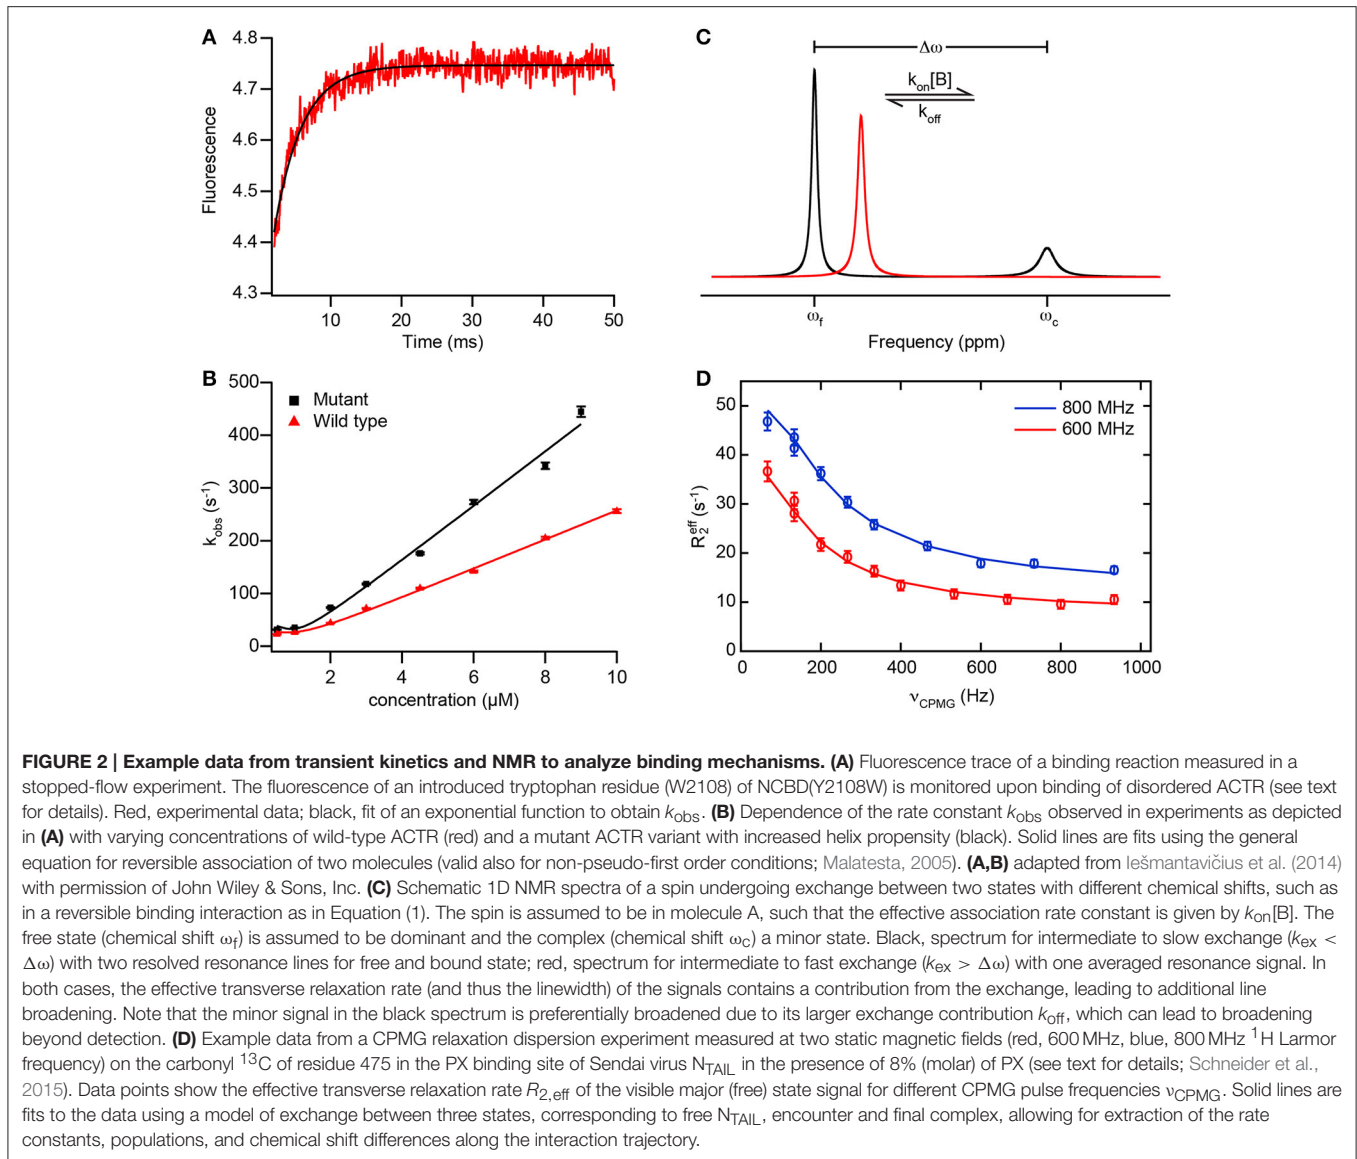 A
4.8
4.7
4.6
4.5
4.4
4.3
Fluorescence
10
20
30
40
50
Time (ms)
C
Δω
k_on[B]
k_off
ω_f
ω_c
Frequency (ppm)
B
500
400
300
200
100
0
k_obs (s⁻¹)
Mutant
Wild type
2
4
6
8
10
concentration (µM)
D
50
40
30
20
10
0
R₂^eff (s⁻¹)
800 MHz
600 MHz
0
200
400
600
800
1000
ν_CPMG (Hz)
FIGURE 2 | Example data from transient kinetics and NMR to analyze binding mechanisms. (A) Fluorescence trace of a binding reaction measured in a
stopped-flow experiment. The fluorescence of an introduced tryptophan residue (W2108) of NCBD(Y2108W) is monitored upon binding of disordered ACTR (see text
for details). Red, experimental data; black, fit of an exponential function to obtain k_obs. (B) Dependence of the rate constant k_obs observed in experiments as depicted
in (A) with varying concentrations of wild-type ACTR (red) and a mutant ACTR variant with increased helix propensity (black). Solid lines are fits using the general
equation for reversible association of two molecules (valid also for non-pseudo-first order conditions; Malatesta, 2005). (A,B) adapted from Iešmantavičius et al. (2014)
with permission of John Wiley & Sons, Inc. (C) Schematic 1D NMR spectra of a spin undergoing exchange between two states with different chemical shifts, such as
in a reversible binding interaction as in Equation (1). The spin is assumed to be in molecule A, such that the effective association rate constant is given by k_on[B]. The
free state (chemical shift ω_f) is assumed to be dominant and the complex (chemical shift ω_c) a minor state. Black, spectrum for intermediate to slow exchange (k_ex <
Δω) with two resolved resonance lines for free and bound state; red, spectrum for intermediate to fast exchange (k_ex > Δω) with one averaged resonance signal. In
both cases, the effective transverse relaxation rate (and thus the linewidth) of the signals contains a contribution from the exchange, leading to additional line
broadening. Note that the minor signal in the black spectrum is preferentially broadened due to its larger exchange contribution k_off, which can lead to broadening
beyond detection. (D) Example data from a CPMG relaxation dispersion experiment measured at two static magnetic fields (red, 600 MHz, blue, 800 MHz ¹H Larmor
frequency) on the carbonyl ¹³C of residue 475 in the PX binding site of Sendai virus N_TAIL in the presence of 8% (molar) of PX (see text for details; Schneider et al.,
2015). Data points show the effective transverse relaxation rate R_2,eff of the visible major (free) state signal for different CPMG pulse frequencies ν_CPMG. Solid lines are
fits to the data using a model of exchange between three states, corresponding to free N_TAIL, encounter and final complex, allowing for extraction of the rate
constants, populations, and chemical shift differences along the interaction trajectory.